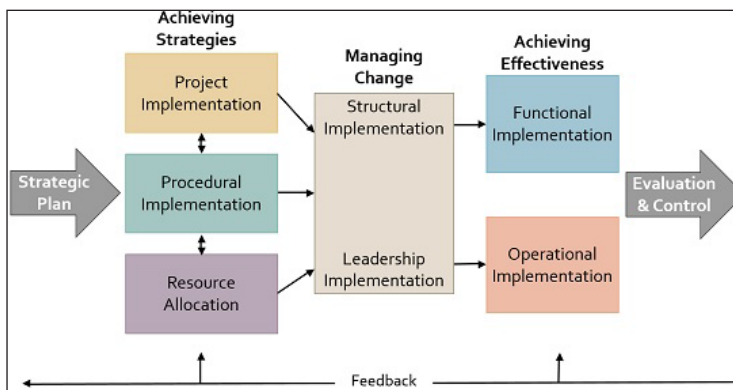 Achieving
Strategies
Managing
Change
Achieving
Effectiveness
Project
Implementation
Structural
Implementation
Functional
Implementation
Strategic
Plan
Procedural
Implementation
Evaluation
& Control
Resource
Allocation
Leadership
Implementation
Operational
Implementation
Feedback